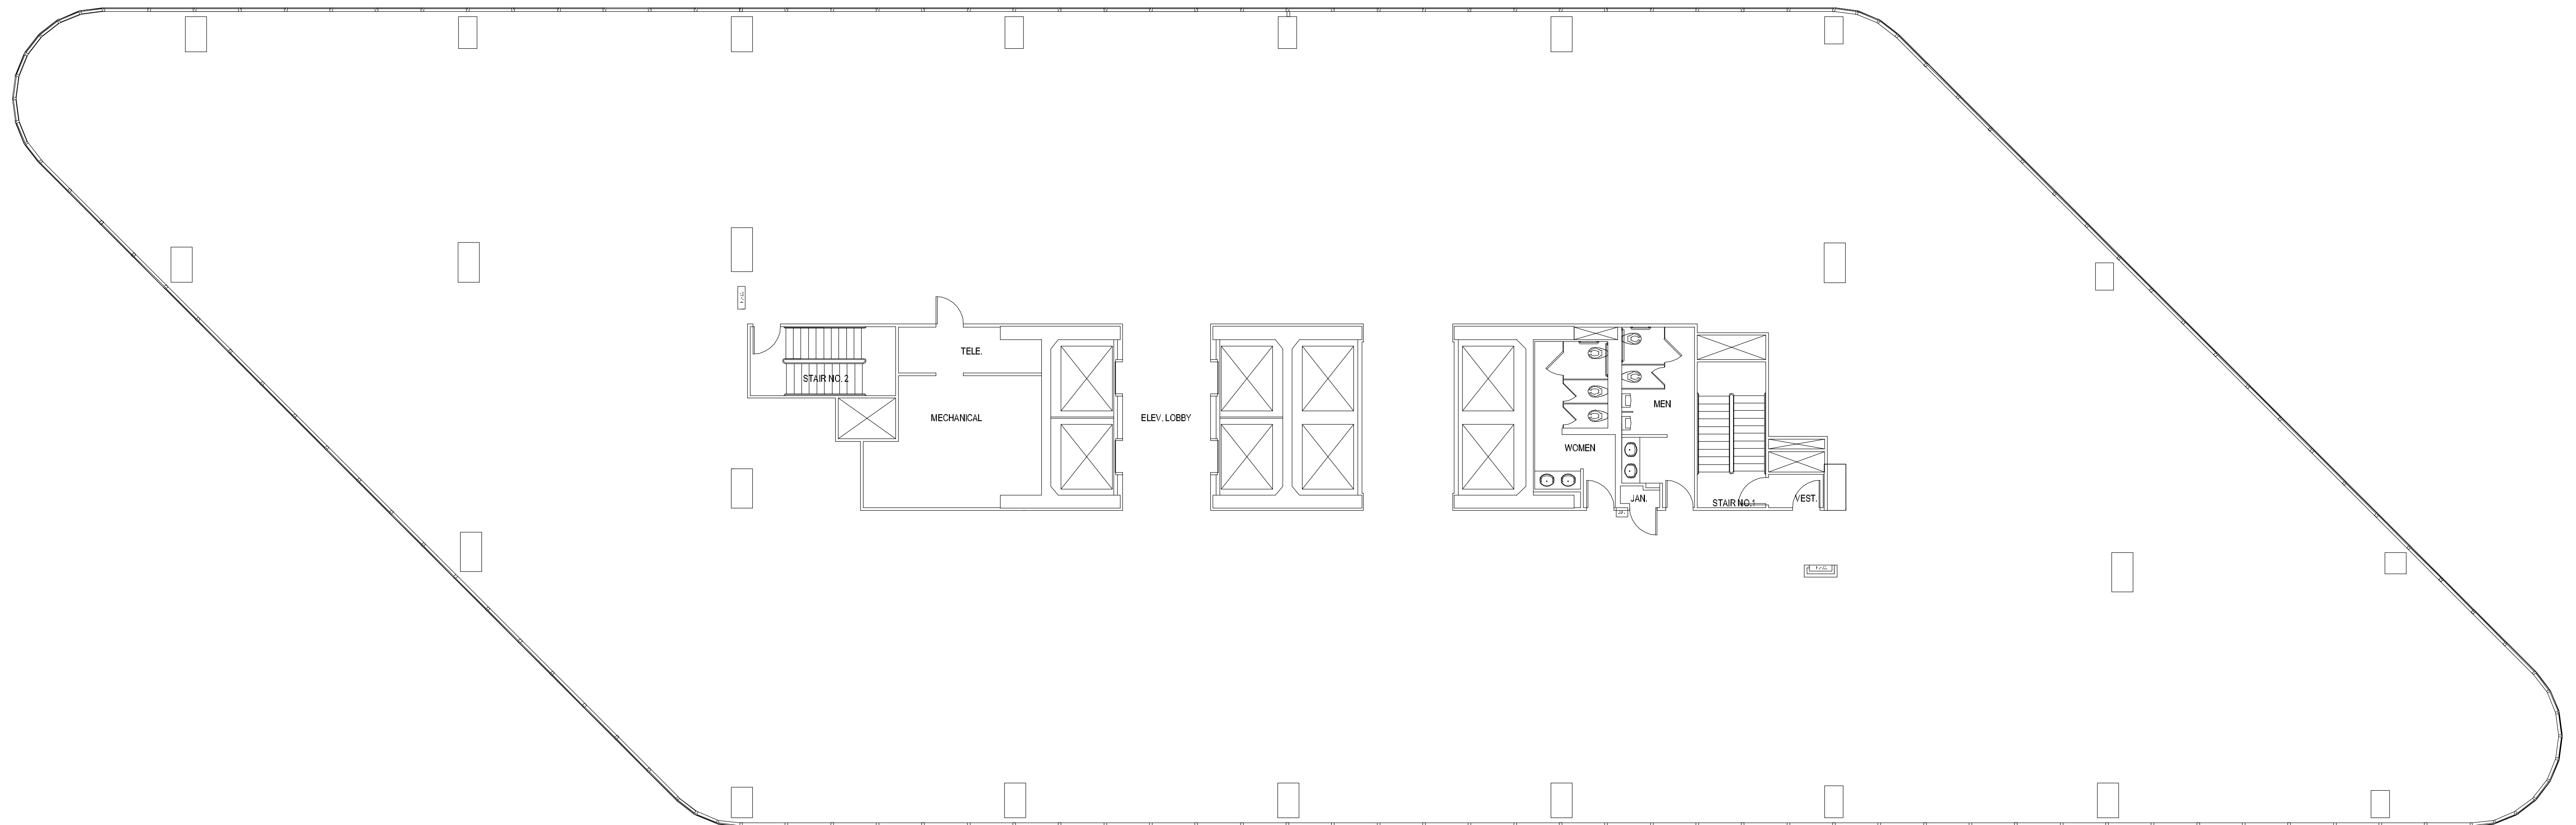 TELE.
STAIR NO. 2
MEN
MECHANICAL
ELEV. LOBBY
WOMEN
JAN.
STAIR NO.1
VEST.